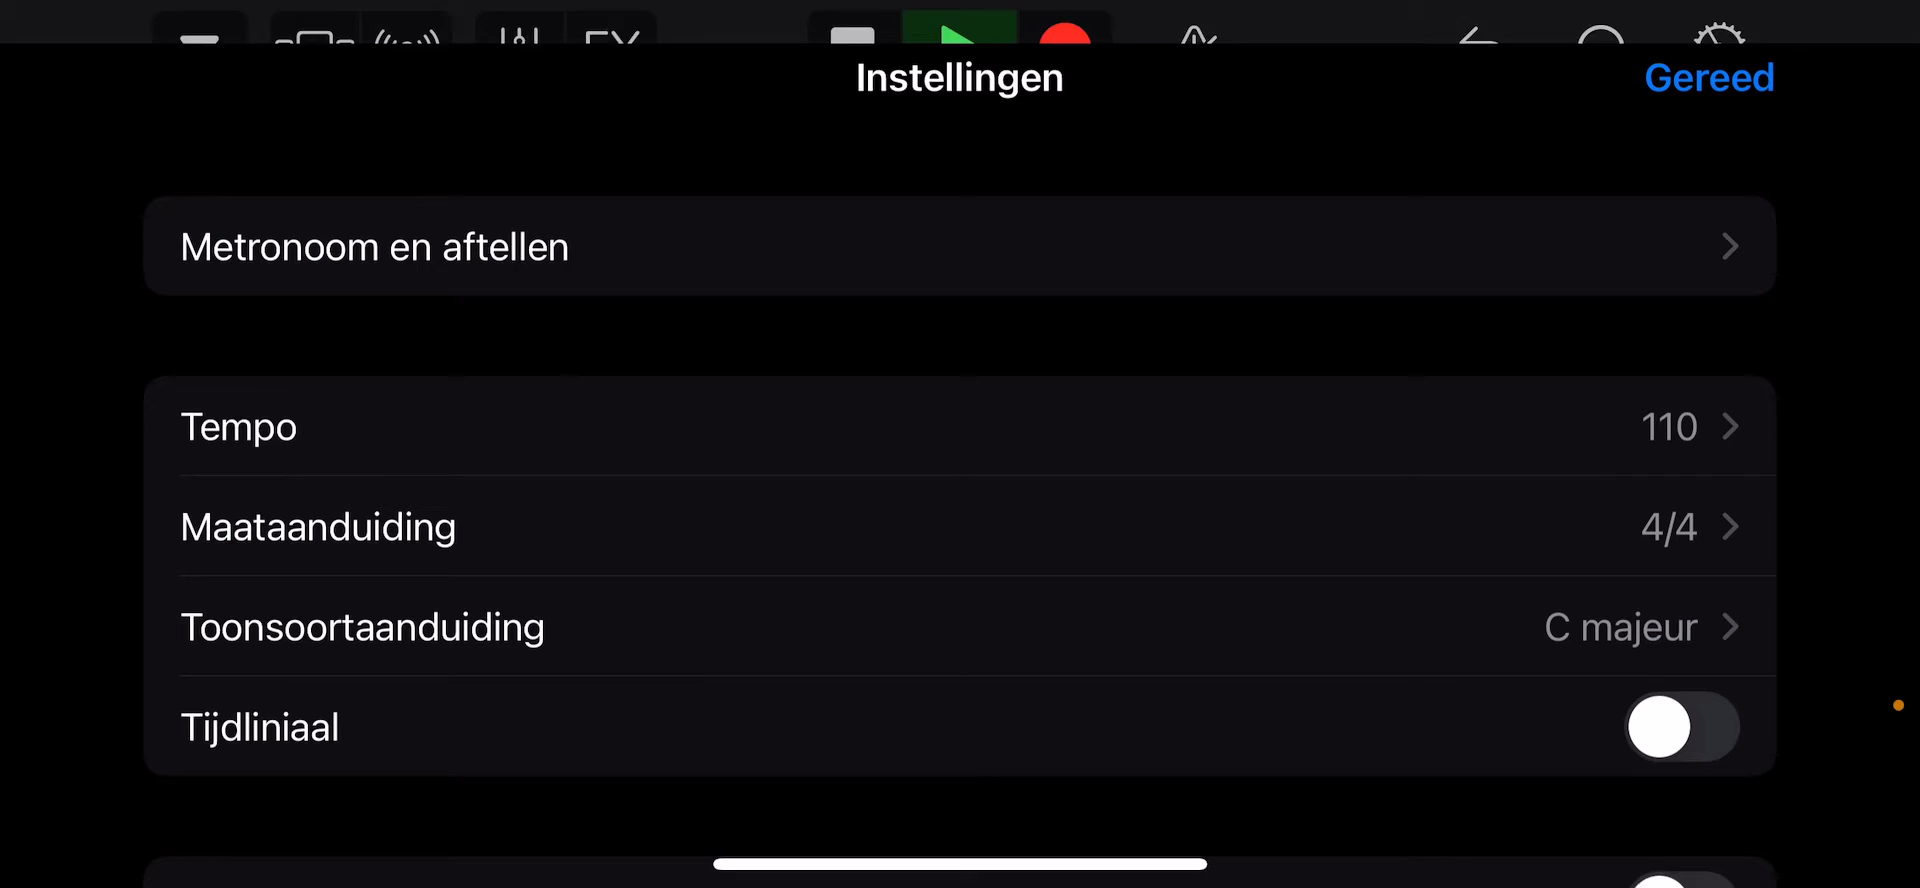 Instellingen
Gereed
Metronoom en aftellen
Tempo
110
Maataanduiding
4/4
Toonsoortaanduiding
C majeur
Tijdliniaal